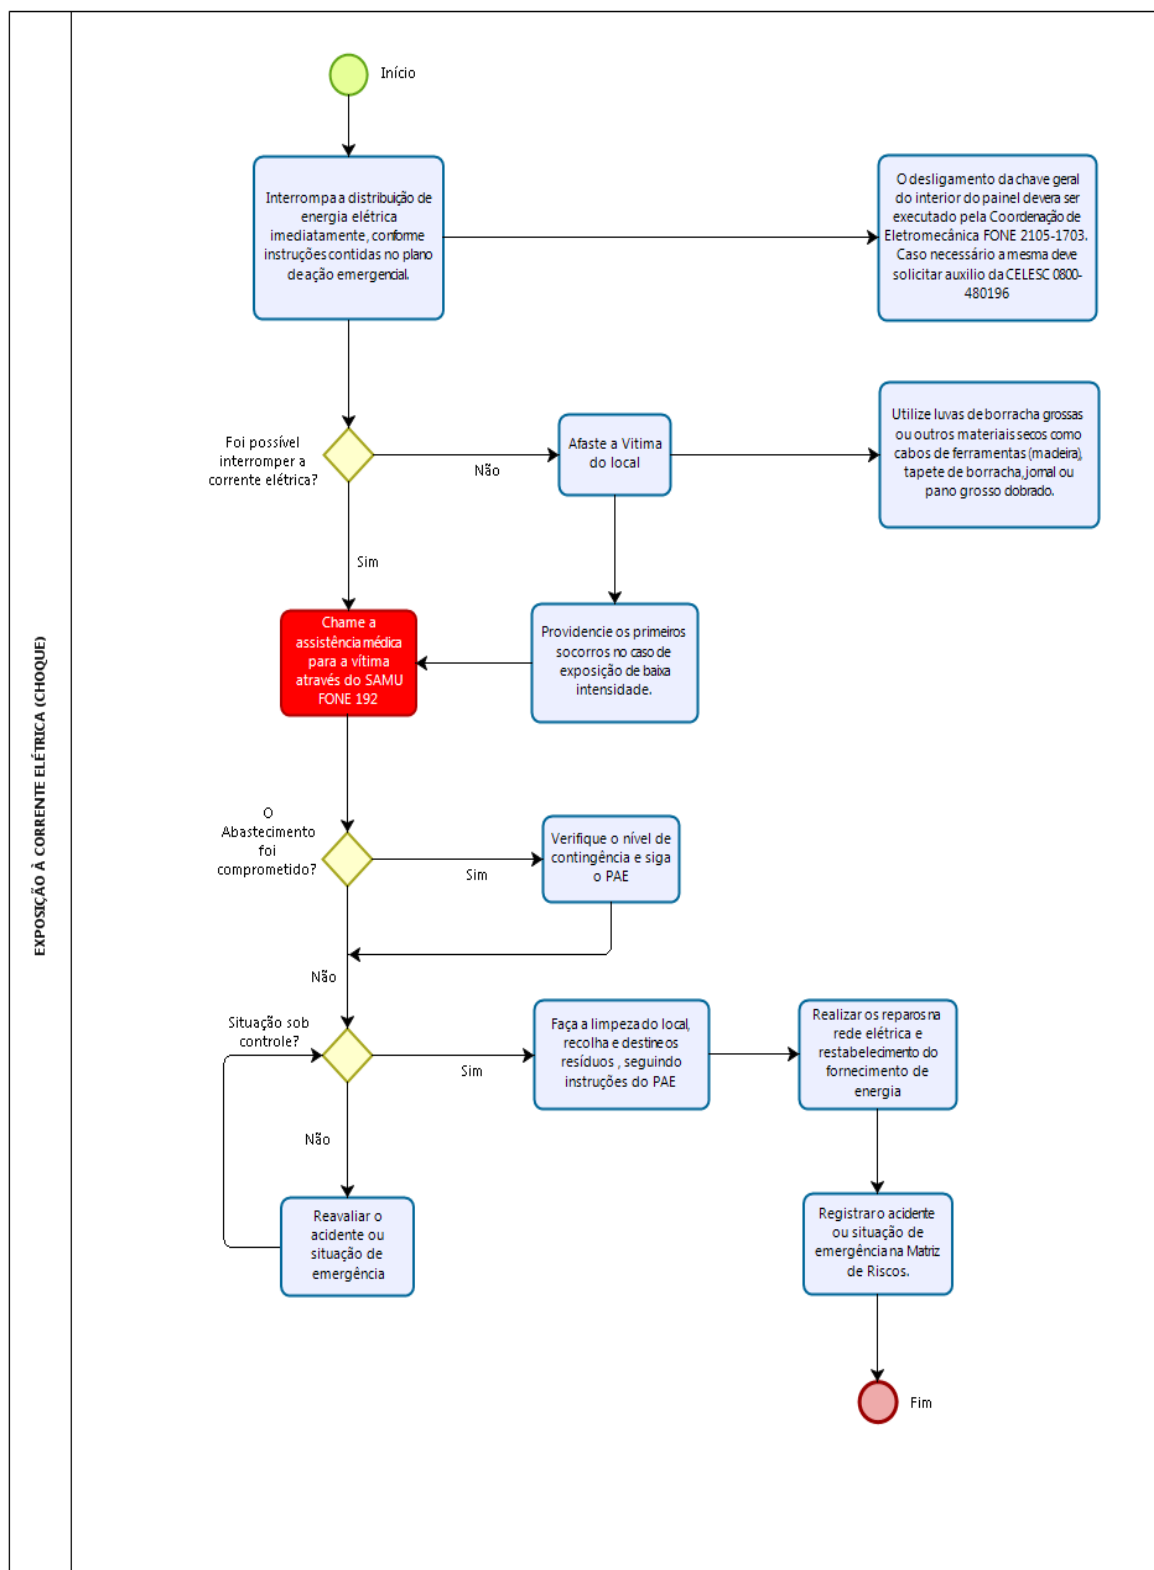 EXPOSIÇÃO À CORRENTE ELÉTRICA (CHOQUE)
Início
Interrompa a distribuição de
energia elétrica
imediatamente, conforme
instruções contidas no plano
de ação emergencial.
O desligamento da chave geral
do interior do painel devera ser
executado pela Coordenação de
Eletromecânica FONE 2105-1703.
Caso necessário a mesma deve
solicitar auxilio da CELESC 0800-
480196
Foi possível
interromper a
corrente elétrica?
Não
Afaste a Vitima
do local
Utilize luvas de borracha grossas
ou outros materiais secos como
cabos de ferramentas (madeira),
tapete de borracha, jornal ou
pano grosso dobrado.
Sim
Chame a
assistência médica
para a vítima
através do SAMU
FONE 192
Providencie os primeiros
socorros no caso de
exposição de baixa
intensidade.
O
Abastecimento
foi
comprometido?
Sim
Verifique o nível de
contingência e siga
o PAE
Não
Situação sob
controle?
Sim
Faça a limpeza do local,
recolha e destine os
resíduos , seguindo
instruções do PAE
Realizar os reparos na
rede elétrica e
restabelecimento do
fornecimento de
energia
Não
Reavaliar o
acidente ou
situação de
emergência
Registrar o acidente
ou situação de
emergência na Matriz
de Riscos.
Fim